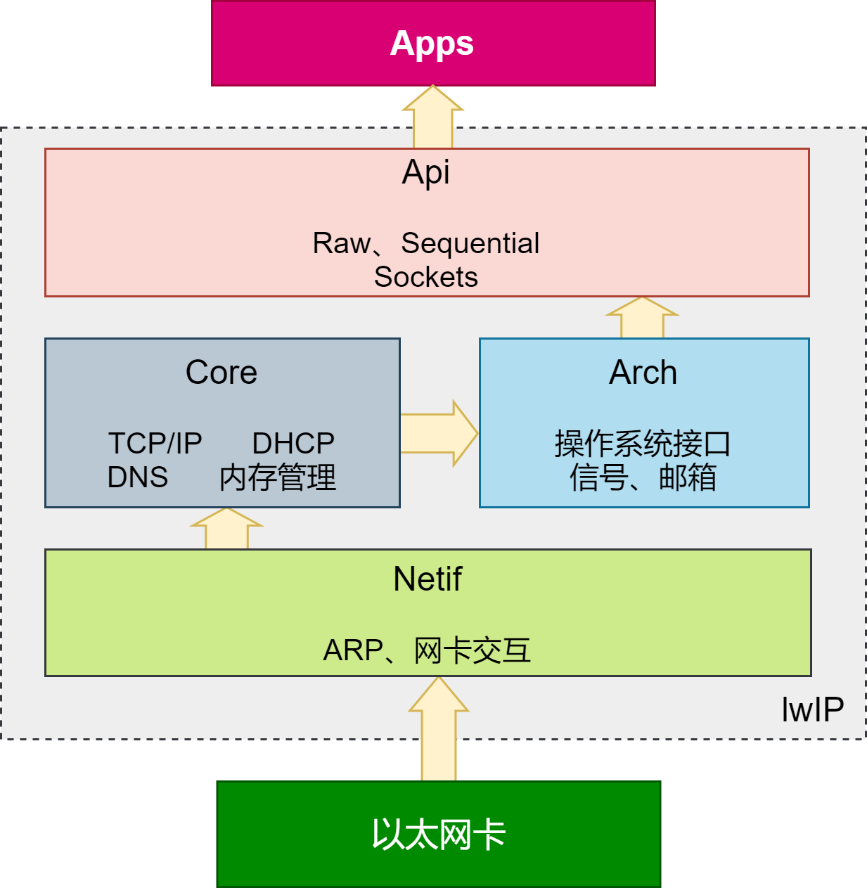 Apps
Api
Raw、Sequential
Sockets
Core
TCP/IP DHCP
DNS 内存管理
Arch
操作系统接口
信号、邮箱
Netif
ARP、网卡交互
lwIP
以太网卡